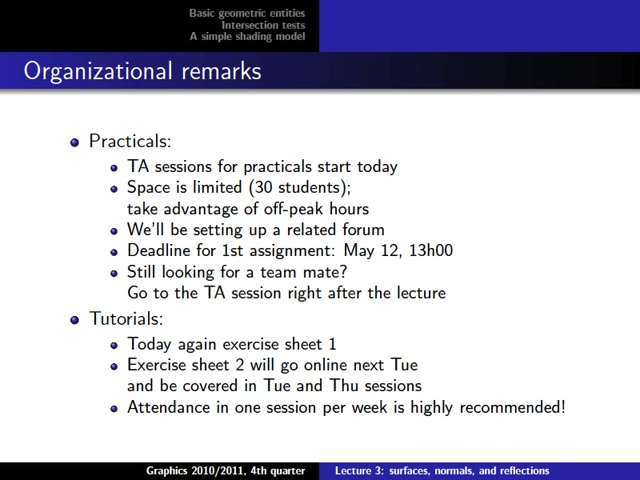 Basic geometric entities
Intersection tests
A simple shading model
Organizational remarks
Practicals:
TA sessions for practicals start today
Space is limited (30 students);
take advantage of off-peak hours
We'll be setting up a related forum
Deadline for 1st assignment: May 12, 13h00
Still looking for a team mate?
Go to the TA session right after the lecture
Tutorials:
Today again exercise sheet 1
Exercise sheet 2 will go online next Tue
and be covered in Tue and Thu sessions
Attendance in one session per week is highly recommended!
Graphics 2010/2011, 4th quarter
Lecture 3: surfaces, normals, and reflections